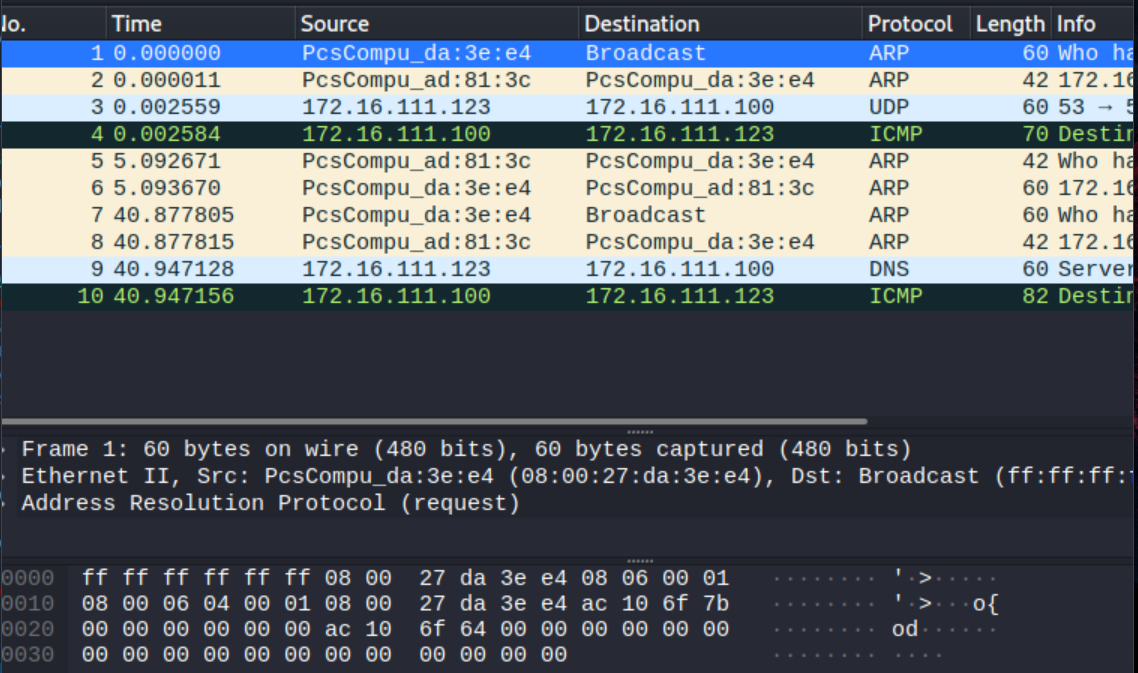 No. Time Source Destination Protocol Length Info
1 0.000000 PcsCompu_da:3e:e4 Broadcast ARP 60 Who ha
2 0.000011 PcsCompu_ad:81:3c PcsCompu_da:3e:e4 ARP 42 172.16
3 0.002559 172.16.111.123 172.16.111.100 UDP 60 53 → 5
4 0.002584 172.16.111.100 172.16.111.123 ICMP 70 Destin
5 5.092671 PcsCompu_ad:81:3c PcsCompu_da:3e:e4 ARP 42 Who ha
6 5.093670 PcsCompu_da:3e:e4 PcsCompu_ad:81:3c ARP 60 172.16
7 40.877805 PcsCompu_da:3e:e4 Broadcast ARP 60 Who ha
8 40.877815 PcsCompu_ad:81:3c PcsCompu_da:3e:e4 ARP 42 172.16
9 40.947128 172.16.111.123 172.16.111.100 DNS 60 Server
10 40.947156 172.16.111.100 172.16.111.123 ICMP 82 Destin
Frame 1: 60 bytes on wire (480 bits), 60 bytes captured (480 bits)
Ethernet II, Src: PcsCompu_da:3e:e4 (08:00:27:da:3e:e4), Dst: Broadcast (ff:ff:ff:
Address Resolution Protocol (request)
0000 ff ff ff ff ff ff 08 00 27 da 3e e4 08 06 00 01 ········ '·>·····
0010 08 00 06 04 00 01 08 00 27 da 3e e4 ac 10 6f 7b ········ '·>···o{
0020 00 00 00 00 00 00 ac 10 6f 64 00 00 00 00 00 00 ········ od······
0030 00 00 00 00 00 00 00 00 00 00 00 00 ········ ····